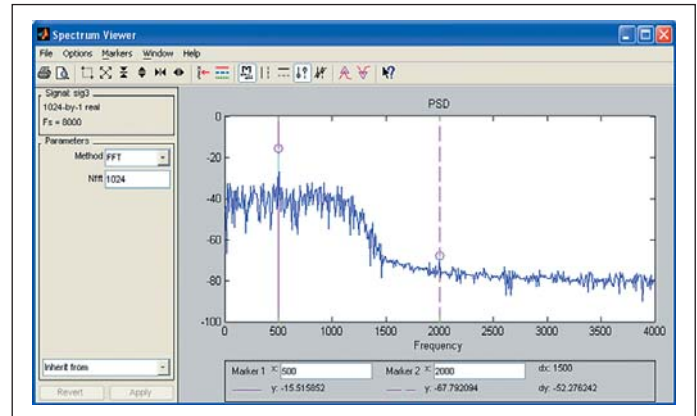 Spectrum Viewer
File Options Markers Window Help
Signal: sig3
1024-by-1 real
Fs = 8000
Parameters
Method FFT
Nfft 1024
Inherit from
Revert Apply
PSD
0
-20
-40
-60
-80
-100
0 500 1000 1500 2000 2500 3000 3500 4000
Frequency
Marker 1 x: 500 Marker 2 x: 2000 dx: 1500
y: -15.515852 y: -67.792094 dy: -52.276242